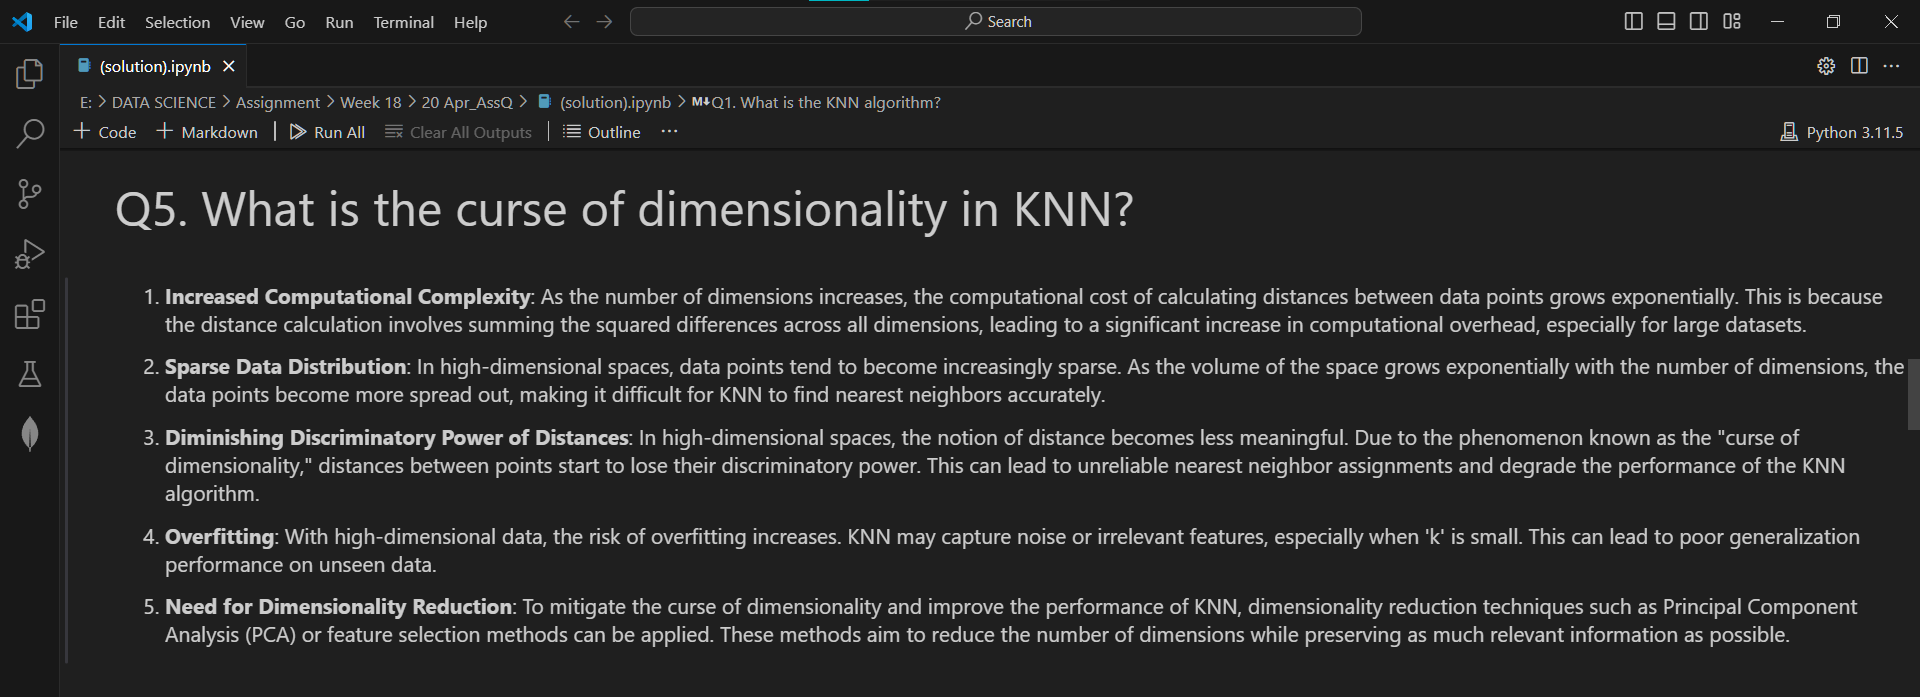 File Edit Selection View Go Run Terminal Help Search
(solution).ipynb
E: > DATA SCIENCE > Assignment > Week 18 > 20 Apr_AssQ > (solution).ipynb > M↓Q1. What is the KNN algorithm?
+ Code + Markdown Run All Clear All Outputs Outline ... Python 3.11.5
Q5. What is the curse of dimensionality in KNN?
1. Increased Computational Complexity: As the number of dimensions increases, the computational cost of calculating distances between data points grows exponentially. This is because
the distance calculation involves summing the squared differences across all dimensions, leading to a significant increase in computational overhead, especially for large datasets.
2. Sparse Data Distribution: In high-dimensional spaces, data points tend to become increasingly sparse. As the volume of the space grows exponentially with the number of dimensions, the
data points become more spread out, making it difficult for KNN to find nearest neighbors accurately.
3. Diminishing Discriminatory Power of Distances: In high-dimensional spaces, the notion of distance becomes less meaningful. Due to the phenomenon known as the "curse of
dimensionality," distances between points start to lose their discriminatory power. This can lead to unreliable nearest neighbor assignments and degrade the performance of the KNN
algorithm.
4. Overfitting: With high-dimensional data, the risk of overfitting increases. KNN may capture noise or irrelevant features, especially when 'k' is small. This can lead to poor generalization
performance on unseen data.
5. Need for Dimensionality Reduction: To mitigate the curse of dimensionality and improve the performance of KNN, dimensionality reduction techniques such as Principal Component
Analysis (PCA) or feature selection methods can be applied. These methods aim to reduce the number of dimensions while preserving as much relevant information as possible.